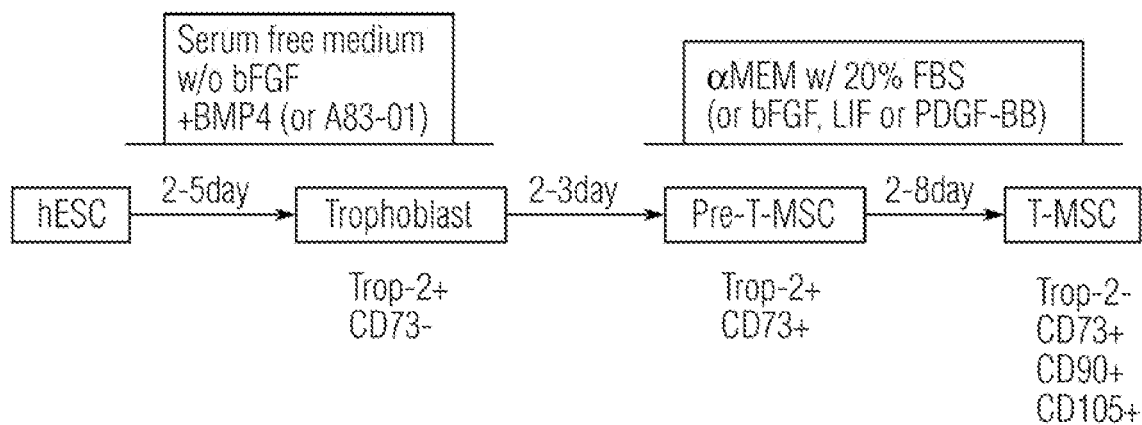 Serum free medium
w/o bFGF
+BMP4 (or A83-01)
αMEM w/ 20% FBS
(or bFGF, LIF or PDGF-BB)
hESC
2-5day
Trophoblast
2-3day
Pre-T-MSC
2-8day
T-MSC
Trop-2+
CD73-
Trop-2+
CD73+
Trop-2-
CD73+
CD90+
CD105+